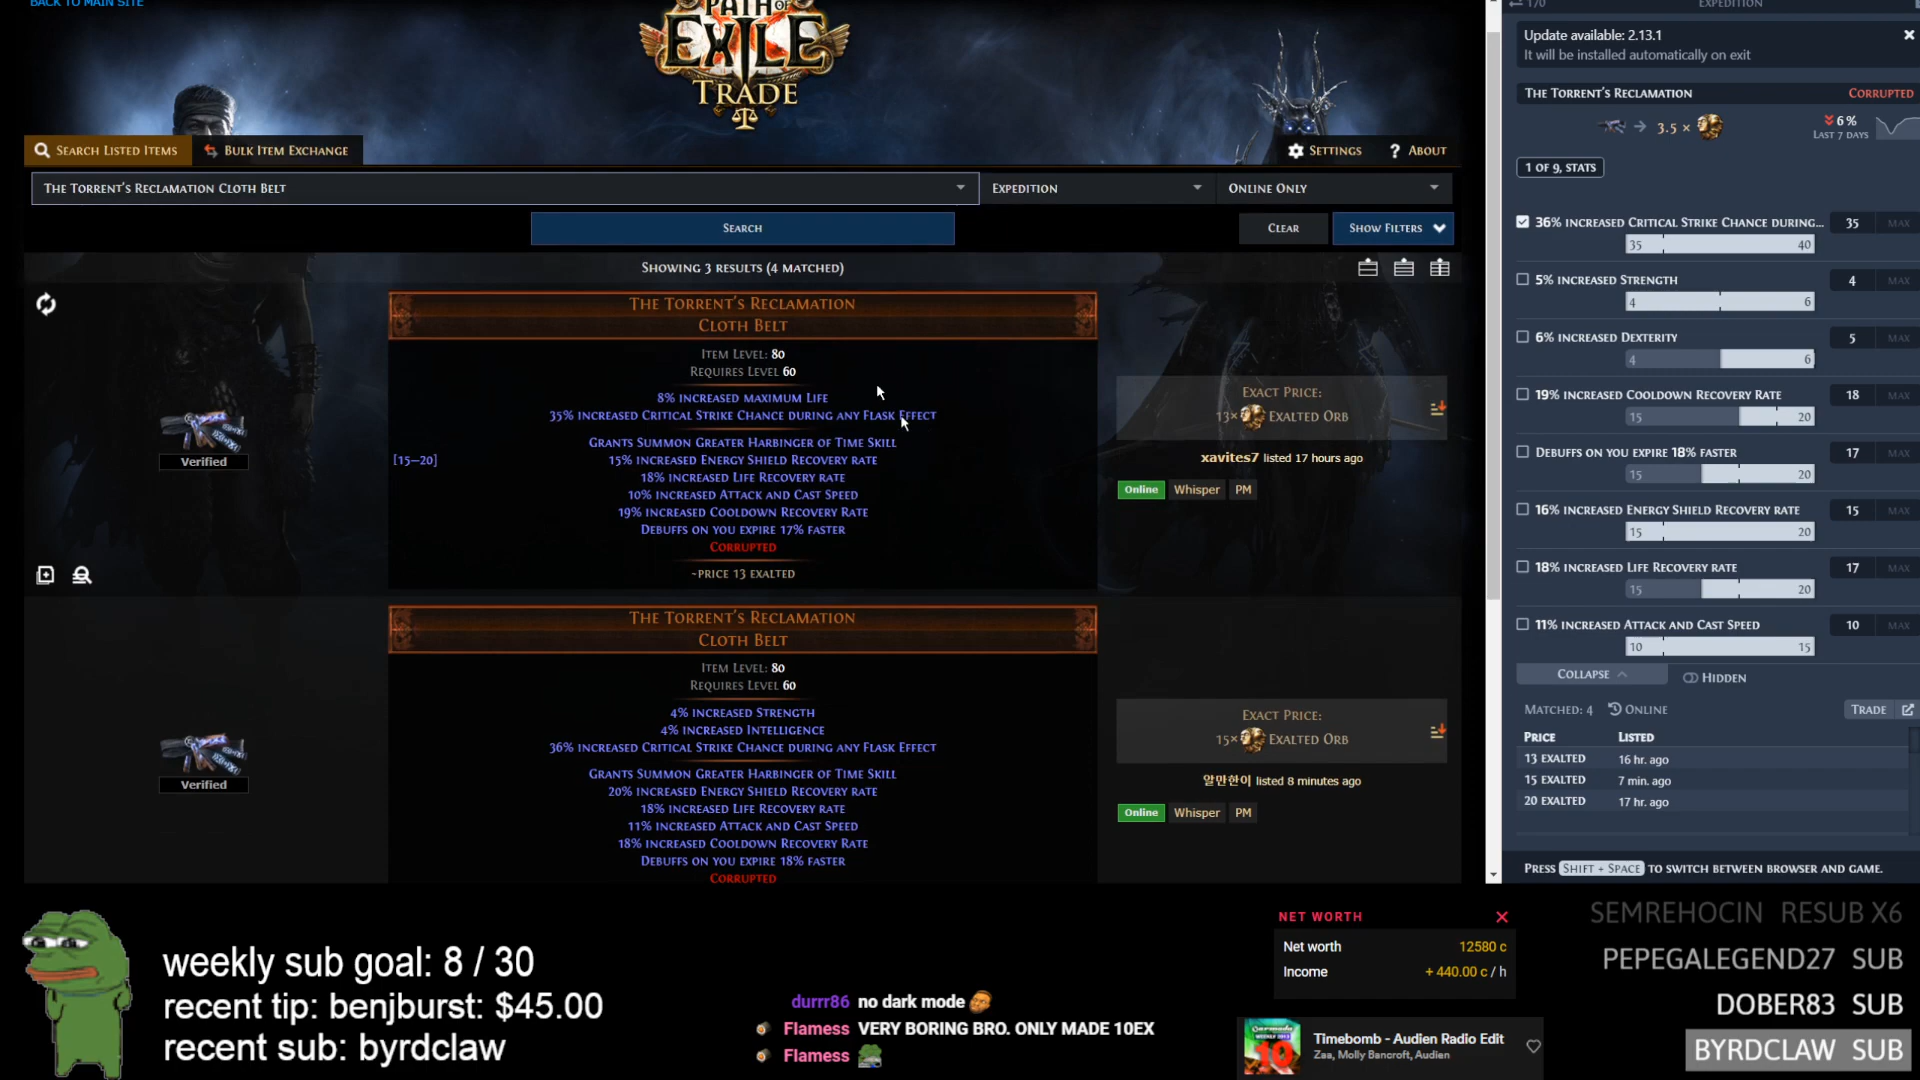 BACK TO MAIN SITE
PATH OF
EXILE
TRADE
SEARCH LISTED ITEMS
BULK ITEM EXCHANGE
SETTINGS
? ABOUT
THE TORRENT'S RECLAMATION CLOTH BELT
EXPEDITION
ONLINE ONLY
SEARCH
CLEAR
SHOW FILTERS
SHOWING 3 RESULTS (4 MATCHED)
THE TORRENT'S RECLAMATION
CLOTH BELT
ITEM LEVEL: 80
REQUIRES LEVEL 60
8% INCREASED MAXIMUM LIFE
35% INCREASED CRITICAL STRIKE CHANCE DURING ANY FLASK EFFECT
GRANTS SUMMON GREATER HARBINGER OF TIME SKILL
[15—20] 15% INCREASED ENERGY SHIELD RECOVERY RATE
18% INCREASED LIFE RECOVERY RATE
10% INCREASED ATTACK AND CAST SPEED
19% INCREASED COOLDOWN RECOVERY RATE
DEBUFFS ON YOU EXPIRE 17% FASTER
CORRUPTED
~PRICE 13 EXALTED
Verified
EXACT PRICE:
13× EXALTED ORB
xavites7 listed 17 hours ago
Online Whisper PM
THE TORRENT'S RECLAMATION
CLOTH BELT
ITEM LEVEL: 80
REQUIRES LEVEL 60
4% INCREASED STRENGTH
4% INCREASED INTELLIGENCE
36% INCREASED CRITICAL STRIKE CHANCE DURING ANY FLASK EFFECT
GRANTS SUMMON GREATER HARBINGER OF TIME SKILL
20% INCREASED ENERGY SHIELD RECOVERY RATE
18% INCREASED LIFE RECOVERY RATE
11% INCREASED ATTACK AND CAST SPEED
18% INCREASED COOLDOWN RECOVERY RATE
DEBUFFS ON YOU EXPIRE 18% FASTER
CORRUPTED
Verified
EXACT PRICE:
15× EXALTED ORB
알만한이 listed 8 minutes ago
Online Whisper PM
170
EXPEDITION
Update available: 2.13.1
It will be installed automatically on exit
THE TORRENT'S RECLAMATION CORRUPTED
3.5 ×
6%
LAST 7 DAYS
1 OF 9, STATS
36% INCREASED CRITICAL STRIKE CHANCE DURING... 35 MAX
35 40
5% INCREASED STRENGTH 4 MAX
4 6
6% INCREASED DEXTERITY 5 MAX
4 6
19% INCREASED COOLDOWN RECOVERY RATE 18 MAX
15 20
DEBUFFS ON YOU EXPIRE 18% FASTER 17 MAX
15 20
16% INCREASED ENERGY SHIELD RECOVERY RATE 15 MAX
15 20
18% INCREASED LIFE RECOVERY RATE 17 MAX
15 20
11% INCREASED ATTACK AND CAST SPEED 10 MAX
10 15
COLLAPSE HIDDEN
MATCHED: 4 ONLINE TRADE
PRICE LISTED
13 EXALTED 16 hr. ago
15 EXALTED 7 min. ago
20 EXALTED 17 hr. ago
PRESS SHIFT + SPACE TO SWITCH BETWEEN BROWSER AND GAME.
weekly sub goal: 8 / 30
recent tip: benjburst: $45.00
recent sub: byrdclaw
durrr86 no dark mode
Flamess VERY BORING BRO. ONLY MADE 10EX
Flamess
NET WORTH
Net worth 12580 c
Income + 440.00 c / h
10
Timebomb - Audien Radio Edit
Zaa, Molly Bancroft, Audien
SEMREHOCIN RESUB X6
PEPEGALEGEND27 SUB
DOBER83 SUB
BYRDCLAW SUB